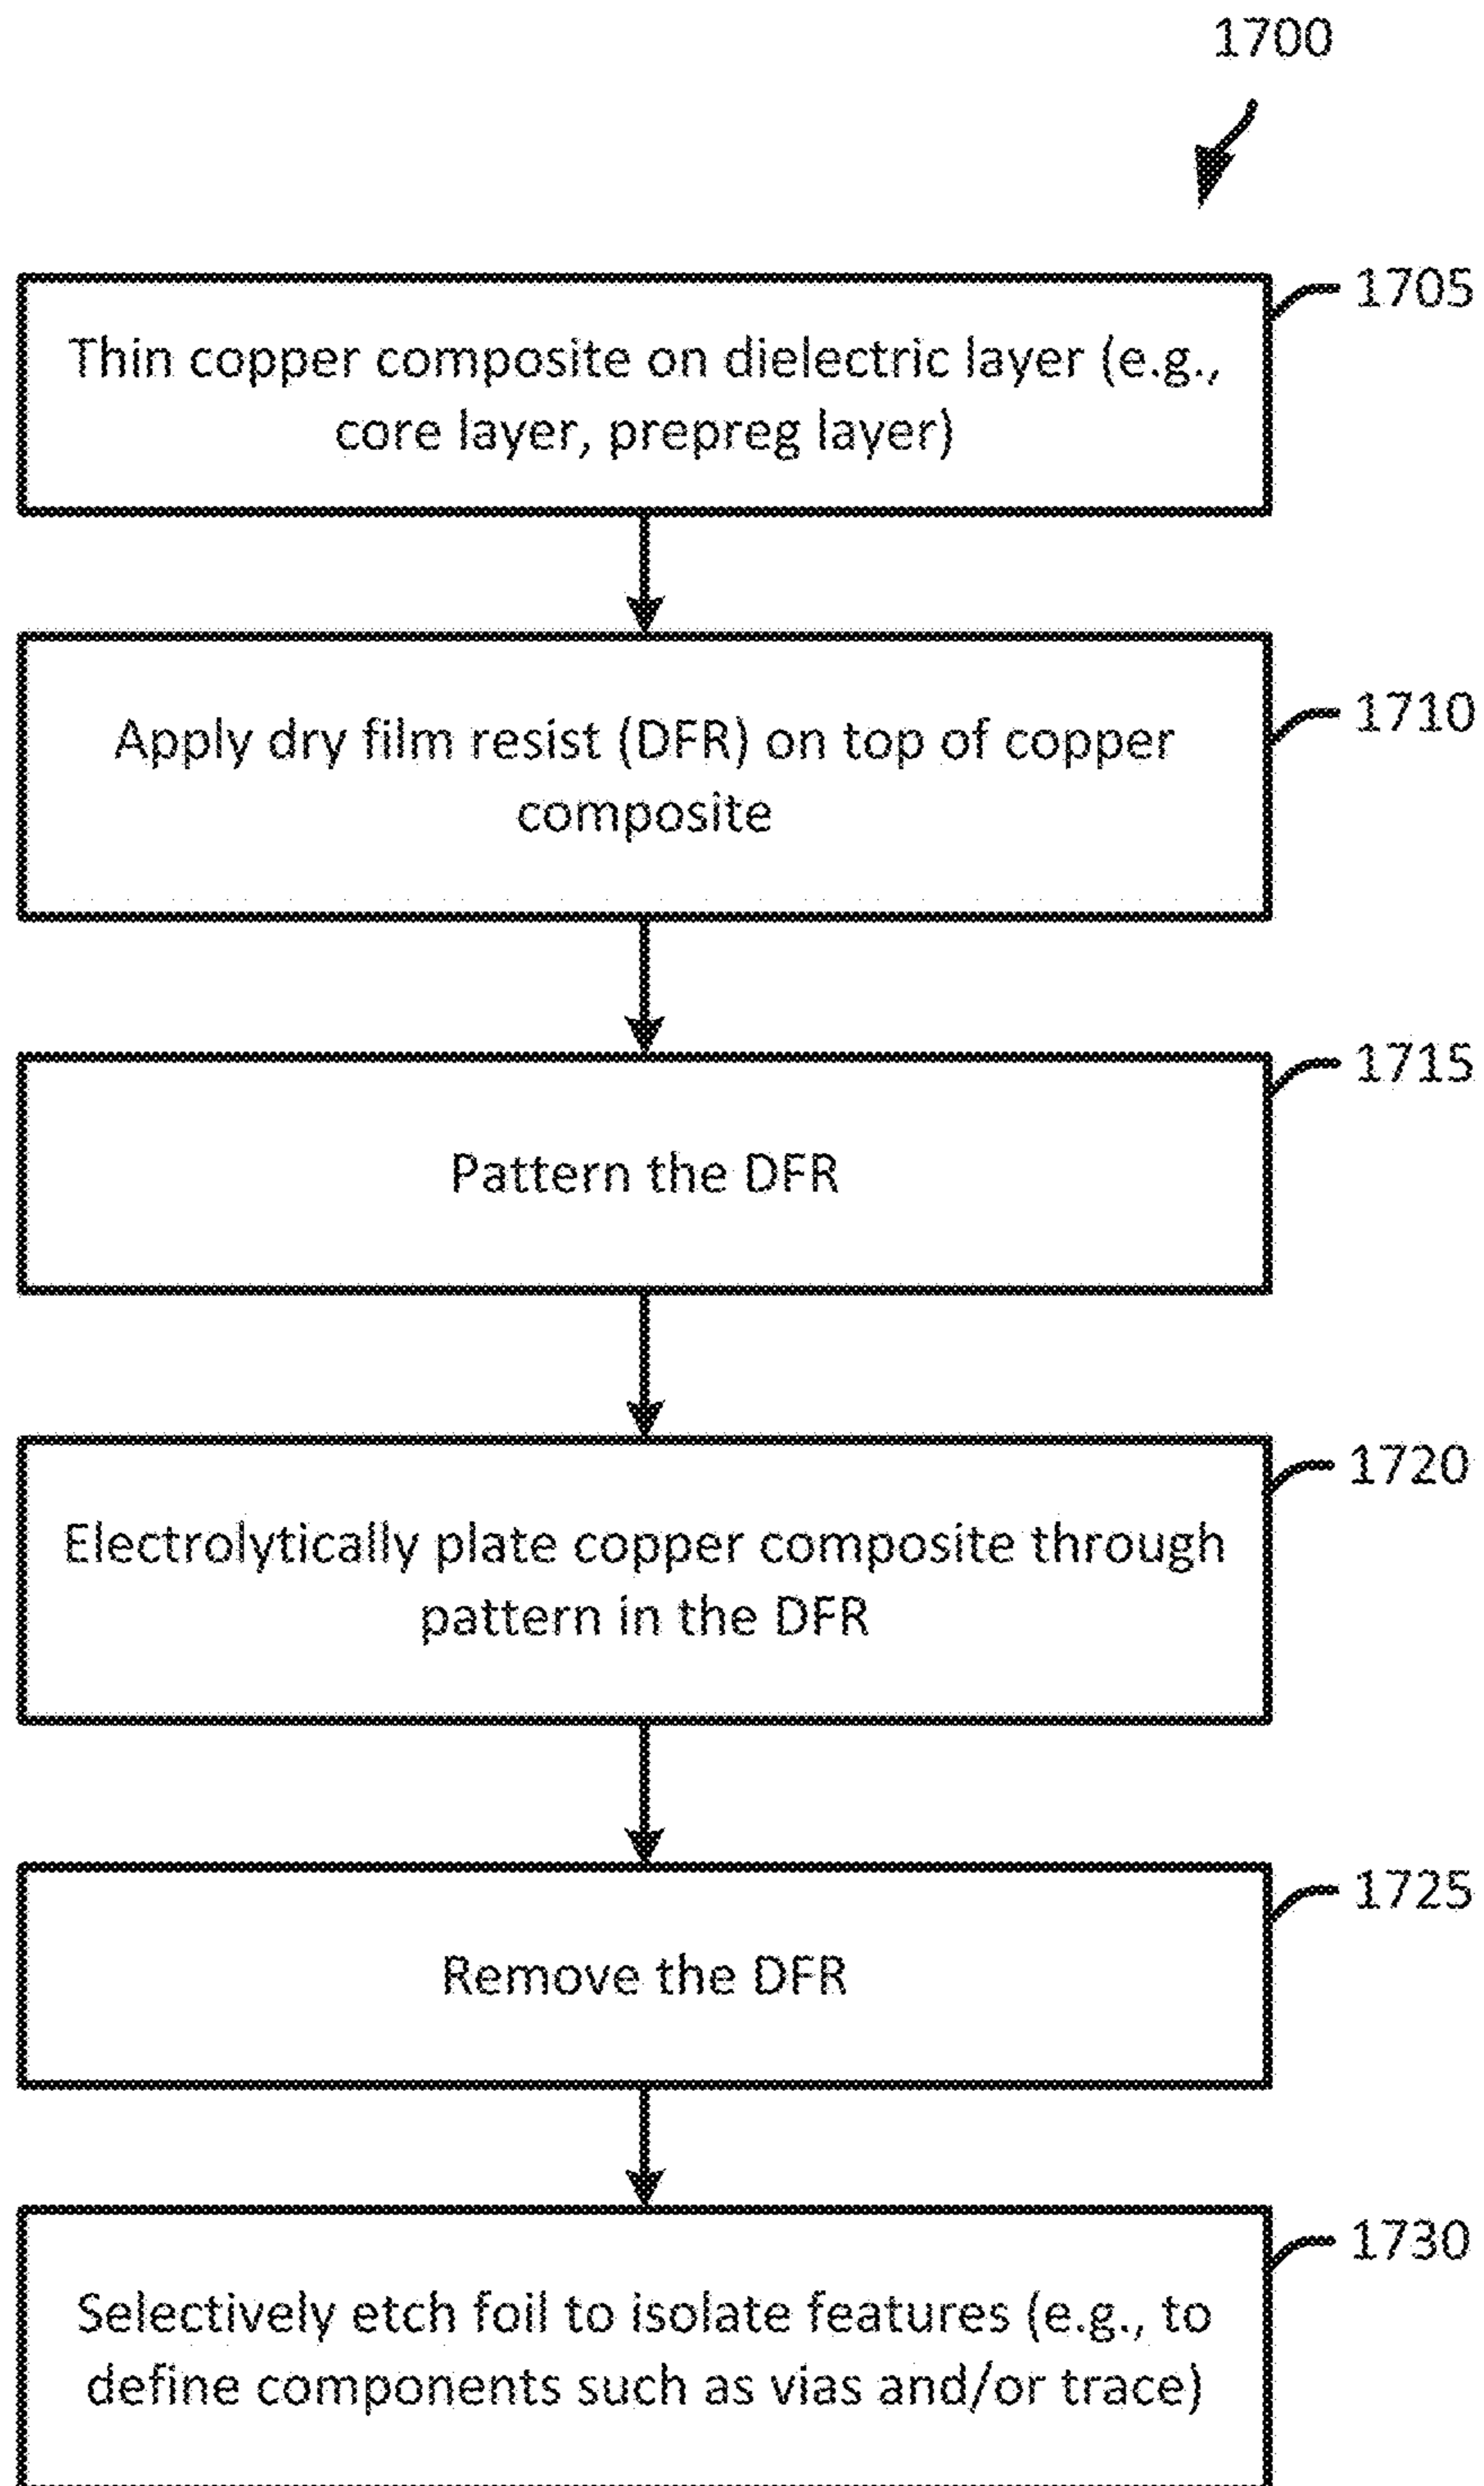 1700
1705
Thin copper composite on dielectric layer (e.g.,
core layer, prepreg layer)
1710
Apply dry film resist (DFR) on top of copper
composite
1715
Pattern the DFR
1720
Electrolytically plate copper composite through
pattern in the DFR
1725
Remove the DFR
1730
Selectively etch foil to isolate features (e.g., to
define components such as vias and/or trace)